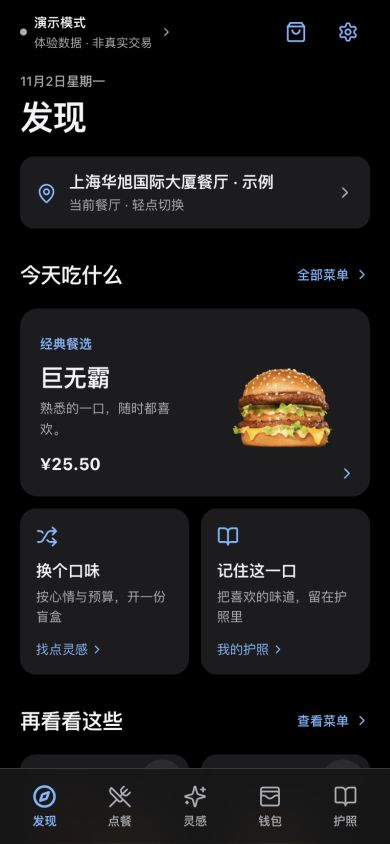 演示模式
体验数据 · 非真实交易
11月2日星期一
发现
上海华旭国际大厦餐厅 · 示例
当前餐厅 · 轻点切换
今天吃什么
全部菜单
经典餐选
巨无霸
熟悉的一口，随时都喜
欢。
¥25.50
换个口味
按心情与预算，开一份
盲盒
找点灵感
记住这一口
把喜欢的味道，留在护
照里
我的护照
再看看这些
查看菜单
发现
点餐
灵感
钱包
护照